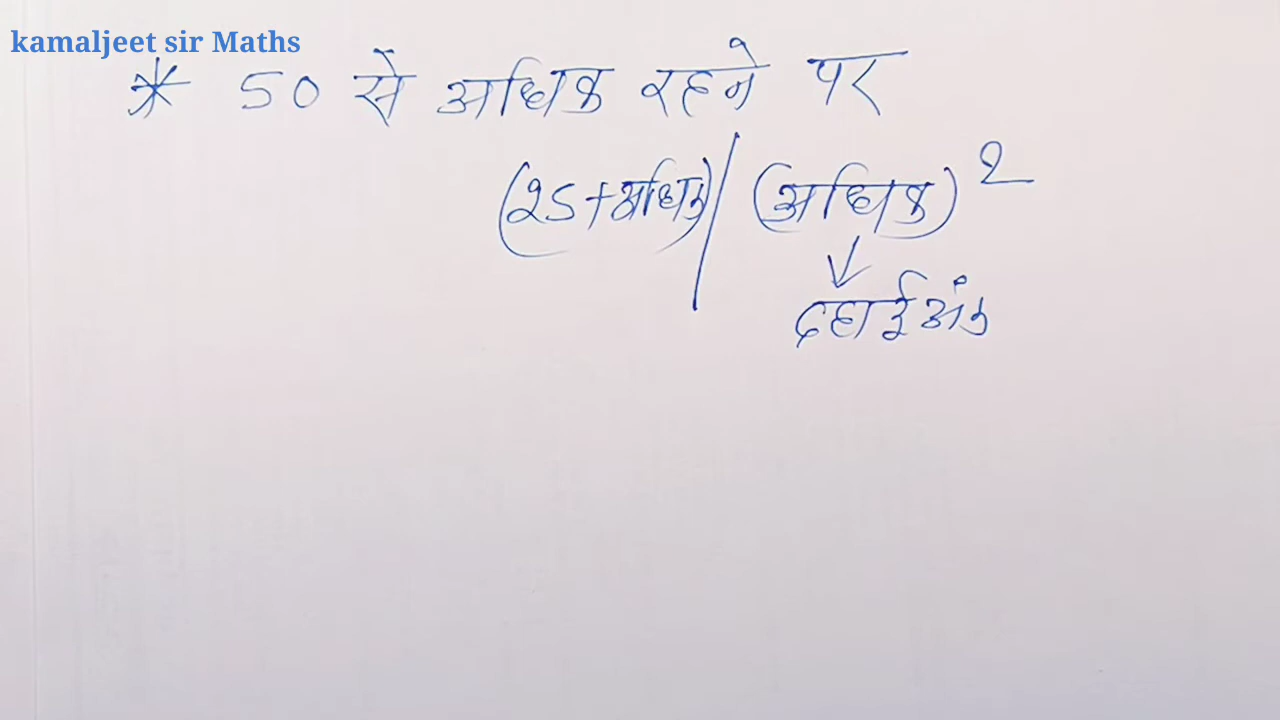 kamaljeet sir Maths
* 50 से अधिक रहने पर
(25+अधिक) / (अधिक)²
↓
दहाई अंक